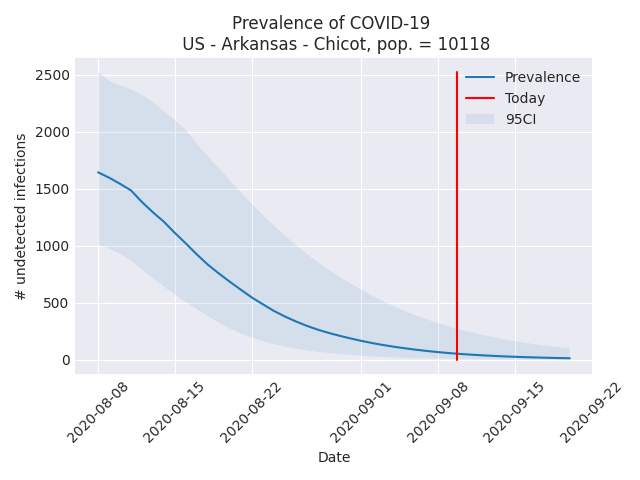 Prevalence of COVID-19
US - Arkansas - Chicot, pop. = 10118
2500
2000
1500
1000
500
0
# undetected infections
Prevalence
Today
95CI
2020-08-08
2020-08-15
2020-08-22
2020-09-01
2020-09-08
2020-09-15
2020-09-22
Date